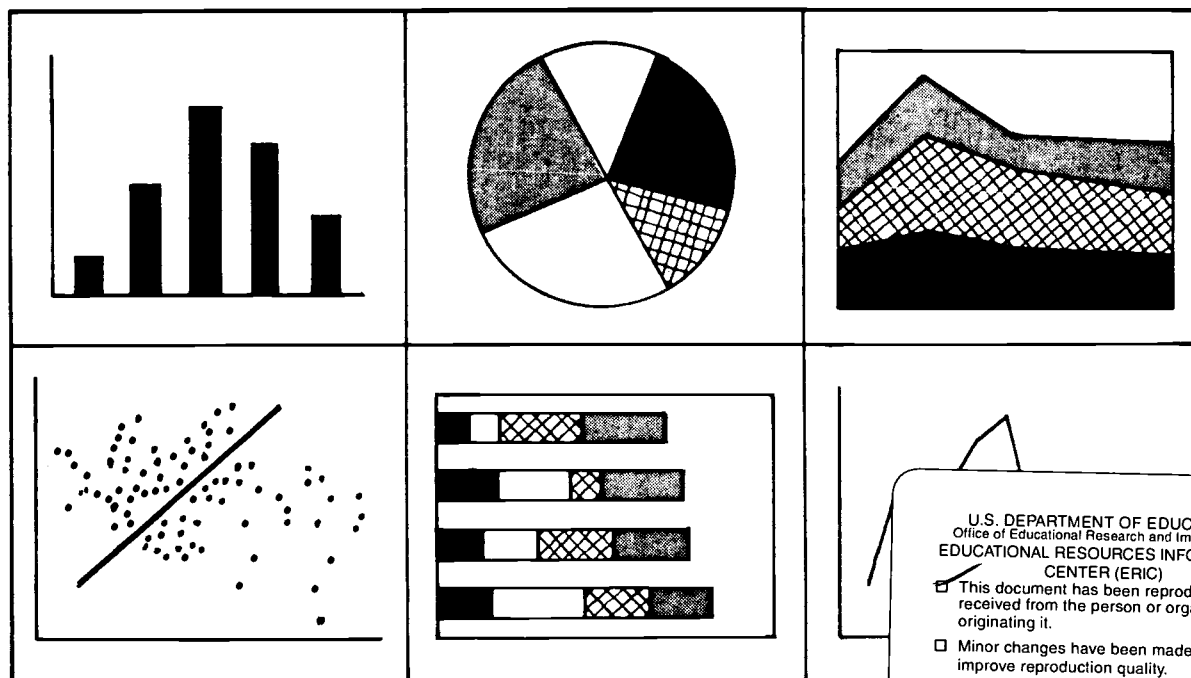 U.S. DEPARTMENT OF EDUC
Office of Educational Research and Im
EDUCATIONAL RESOURCES INFO
CENTER (ERIC)
□ This document has been reprod
received from the person or orga
originating it.
□ Minor changes have been made
improve reproduction quality.